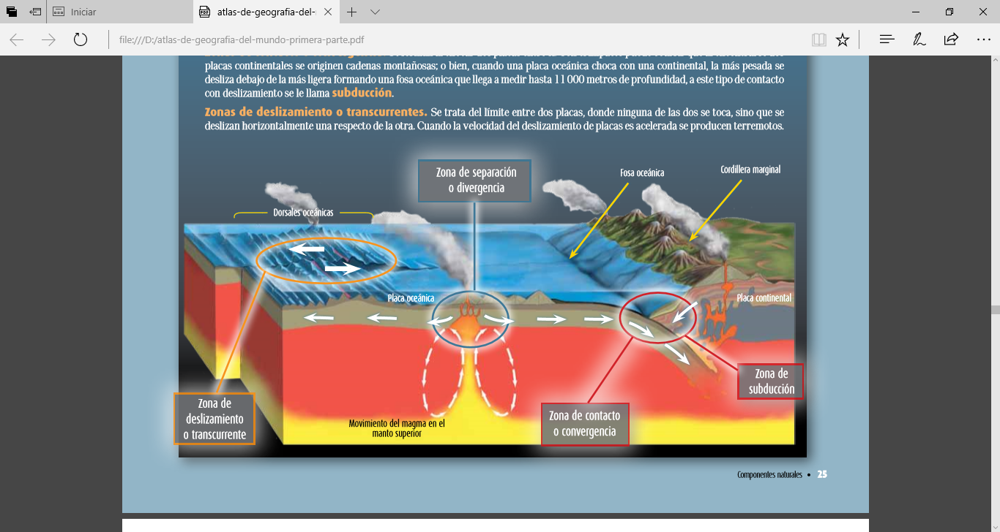 Iniciar
atlas-de-geografia-del-
file:///D:/atlas-de-geografia-del-mundo-primera-parte.pdf
placas continentales se originen cadenas montañosas; o bien, cuando una placa oceánica choca con una continental, la más pesada se
desliza debajo de la más ligera formando una fosa oceánica que llega a medir hasta 11 000 metros de profundidad, a este tipo de contacto
con deslizamiento se le llama subducción.
Zonas de deslizamiento o transcurrentes. Se trata del límite entre dos placas, donde ninguna de las dos se toca, sino que se
deslizan horizontalmente una respecto de la otra. Cuando la velocidad del deslizamiento de placas es acelerada se producen terremotos.
Zona de separación
o divergencia
Fosa oceánica
Cordillera marginal
Dorsales oceánicas
Placa oceánica
Placa continental
Zona de
subducción
Zona de
deslizamiento
o transcurrente
Movimiento del magma en el
manto superior
Zona de contacto
o convergencia
Componentes naturales • 25